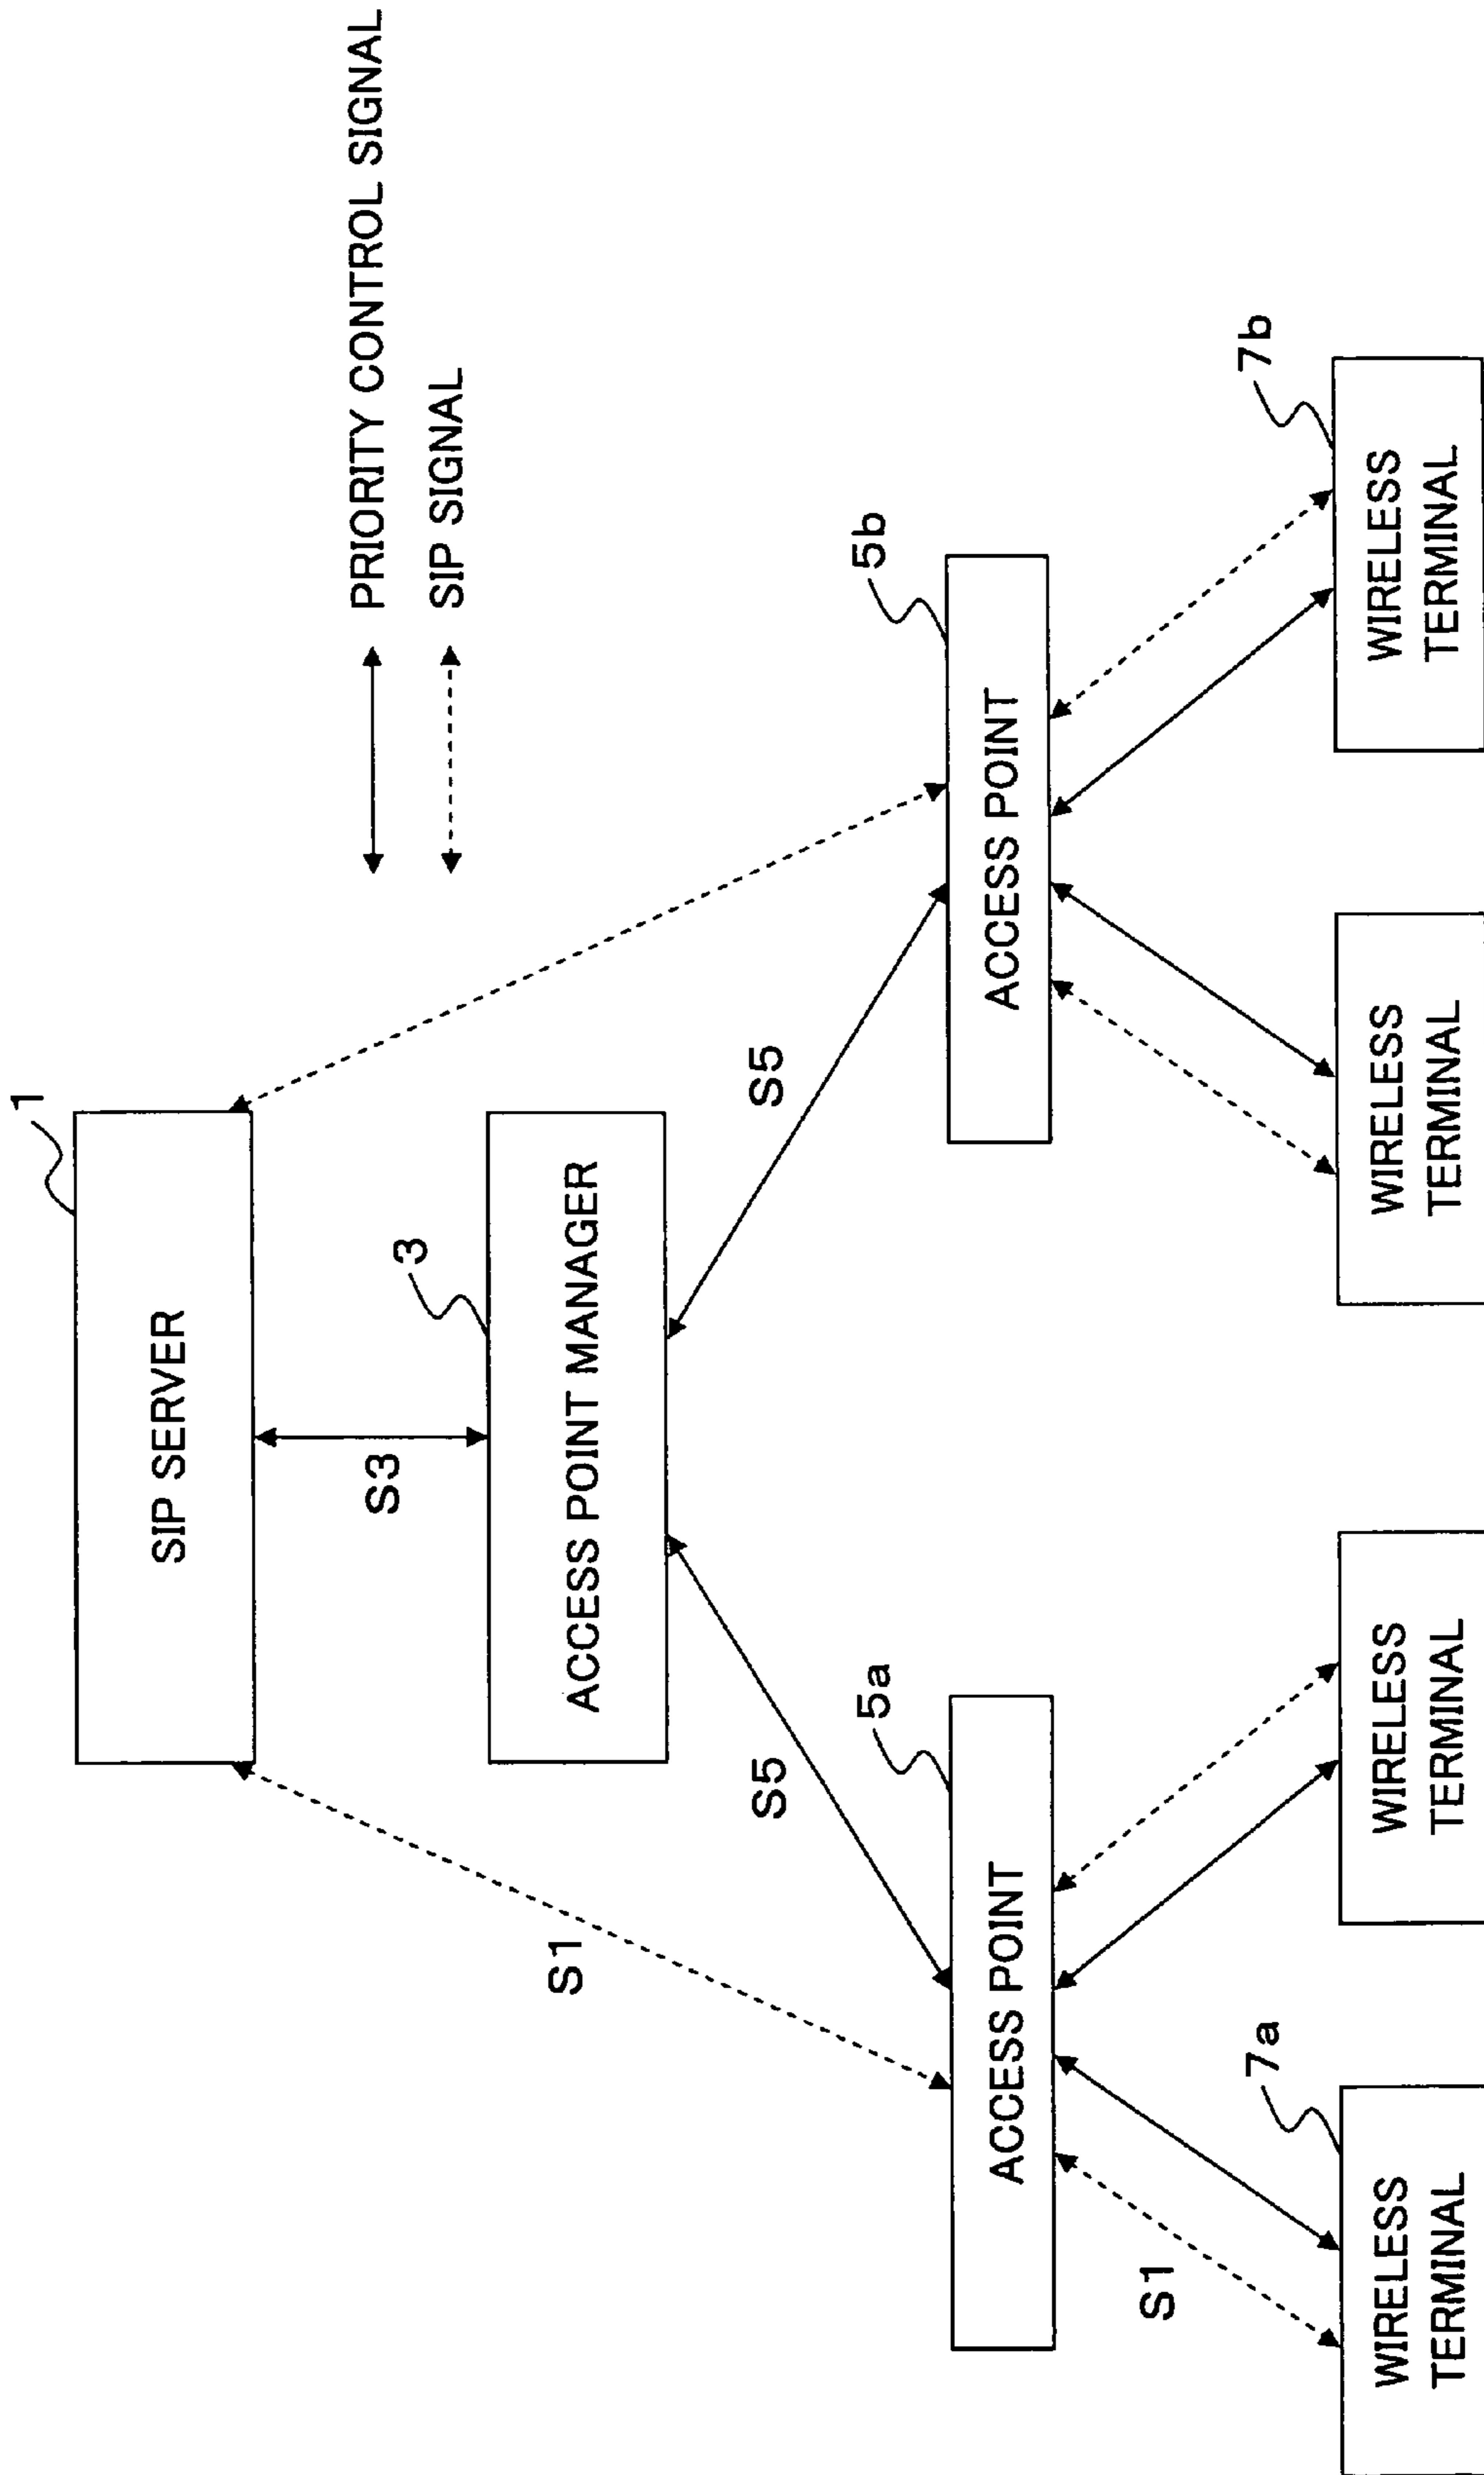 PRIORITY CONTROL SIGNAL
SIP SIGNAL
1
SIP SERVER
S3
3
ACCESS POINT MANAGER
S1
S5
S5
5a
ACCESS POINT
5b
ACCESS POINT
S1
7a
WIRELESS
TERMINAL
WIRELESS
TERMINAL
WIRELESS
TERMINAL
7b
WIRELESS
TERMINAL